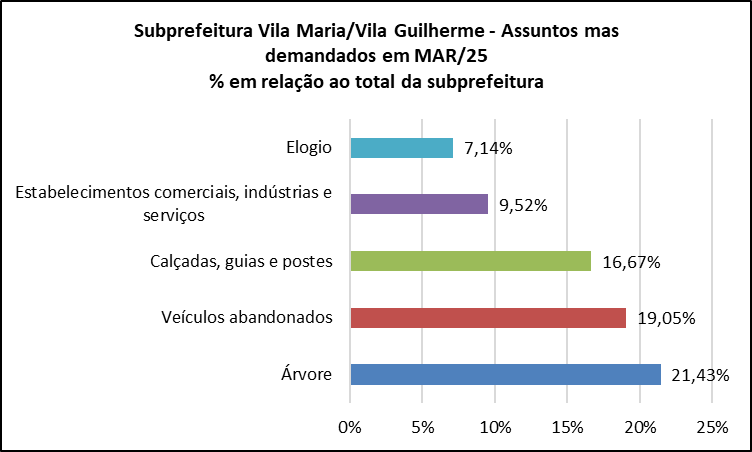 Subprefeitura Vila Maria/Vila Guilherme - Assuntos mas
demandados em MAR/25
% em relação ao total da subprefeitura
Elogio
7,14%
Estabelecimentos comerciais, indústrias e
serviços
9,52%
Calçadas, guias e postes
16,67%
Veículos abandonados
19,05%
Árvore
21,43%
0%
5%
10%
15%
20%
25%